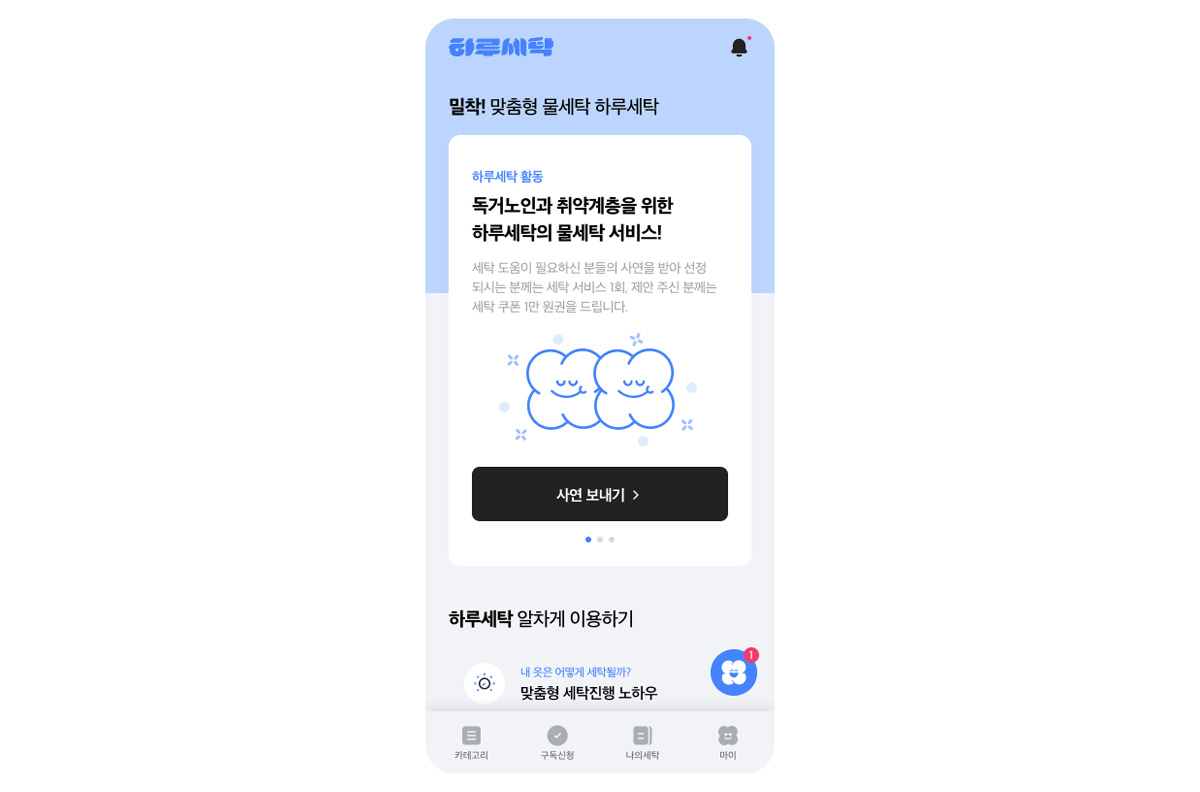 하루세탁
밀착! 맞춤형 물세탁 하루세탁
하루세탁 활동
독거노인과 취약계층을 위한
하루세탁의 물세탁 서비스!
세탁 도움이 필요하신 분들의 사연을 받아 선정
되시는 분께는 세탁 서비스 1회, 제안 주신 분께는
세탁 쿠폰 1만 원권을 드립니다.
사연 보내기
하루세탁 알차게 이용하기
1
내 옷은 어떻게 세탁될까?
맞춤형 세탁진행 노하우
카테고리
구독신청
나의세탁
마이